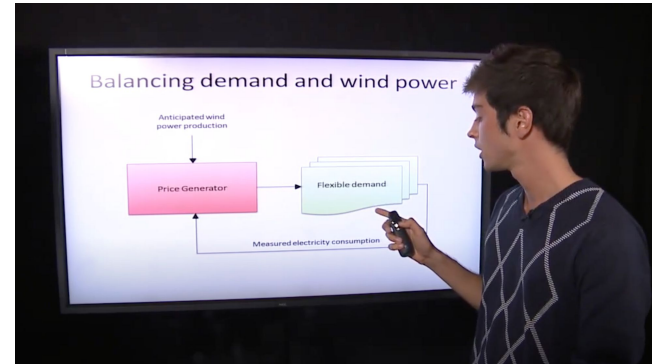 Balancing demand and wind power
Anticipated wind
power production
Price Generator
Flexible demand
Measured electricity consumption